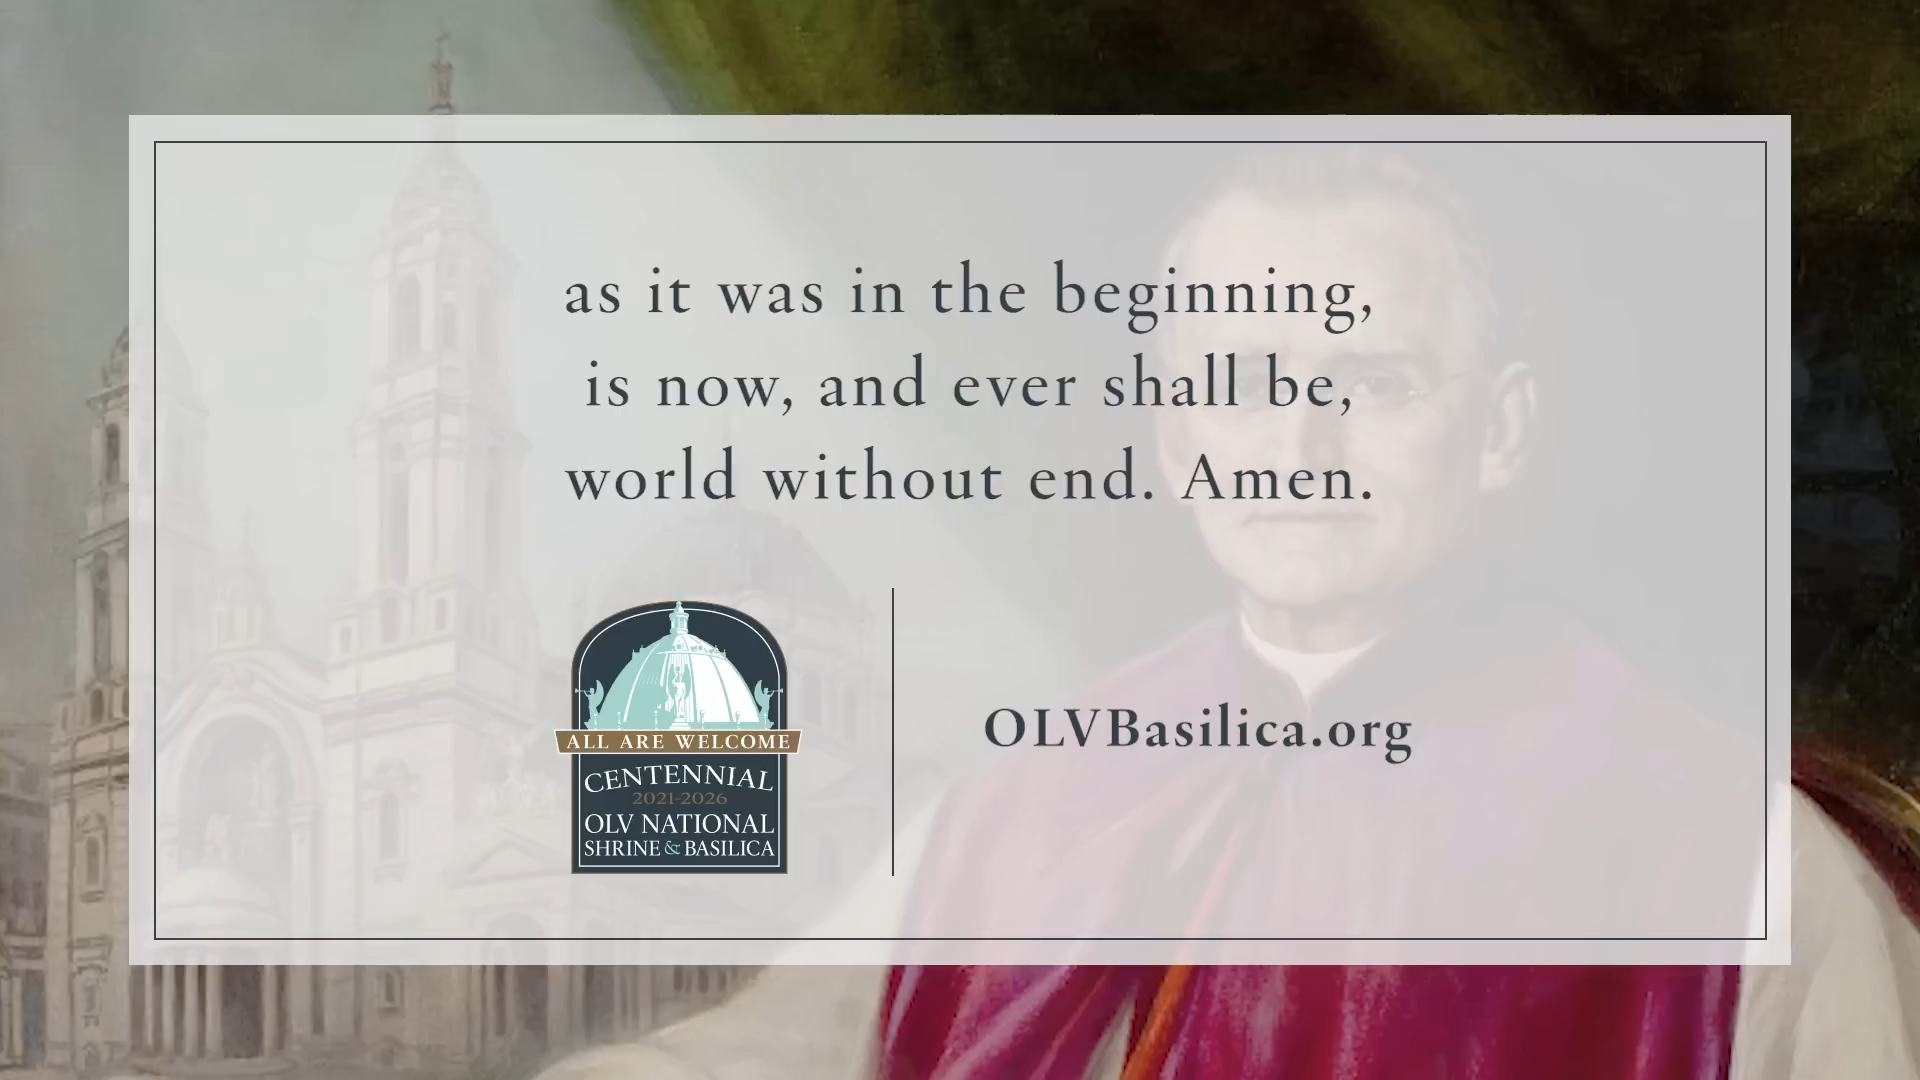 as it was in the beginning,
is now, and ever shall be,
world without end. Amen.
ALL ARE WELCOME
CENTENNIAL
2021-2026
OLV NATIONAL
SHRINE & BASILICA
OLVBasilica.org